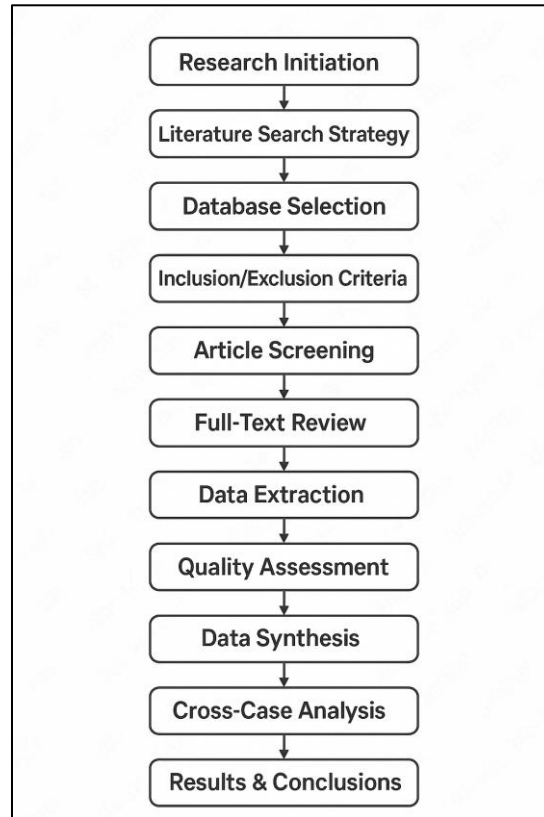 Research Initiation
Literature Search Strategy
Database Selection
Inclusion/Exclusion Criteria
Article Screening
Full-Text Review
Data Extraction
Quality Assessment
Data Synthesis
Cross-Case Analysis
Results & Conclusions